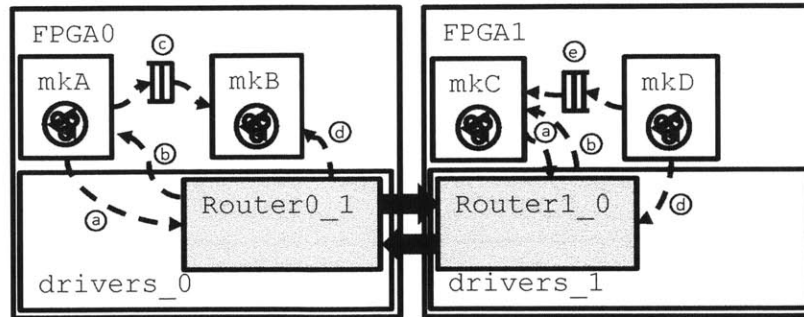 FPGA0
ⓒ
mkA
mkB
ⓓ
ⓑ
ⓐ
Router0_1
drivers_0
FPGA1
ⓔ
mkC
mkD
ⓐ
ⓑ
ⓓ
Router1_0
drivers_1